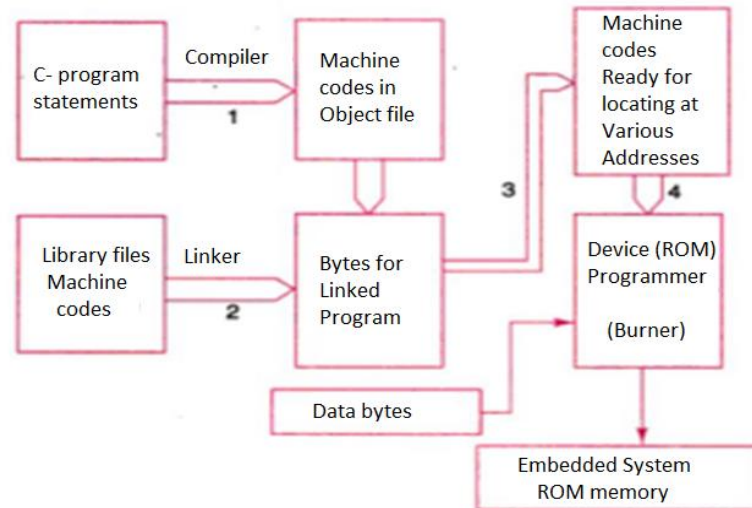 C- program
statements
Compiler
1
Machine
codes in
Object file
Machine
codes
Ready for
locating at
Various
Addresses
3
4
Library files
Machine
codes
Linker
2
Bytes for
Linked
Program
Device (ROM)
Programmer
(Burner)
Data bytes
Embedded System
ROM memory